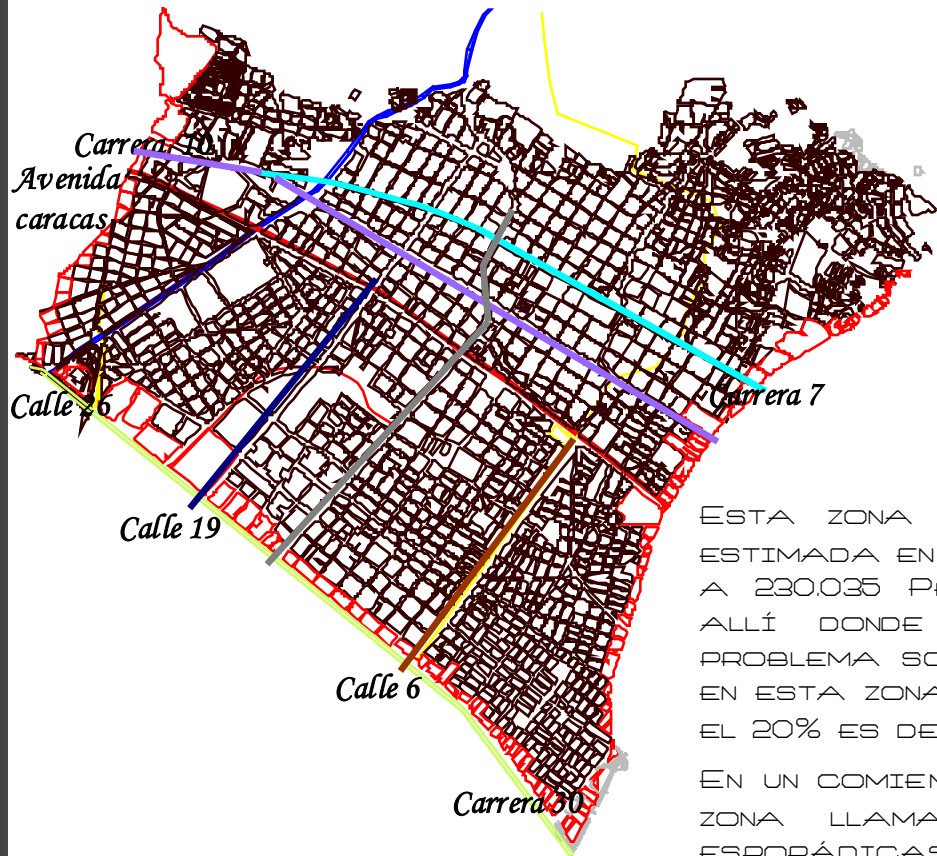 Carrera 10
Avenida
caracas
Calle 26
Calle 19
Calle 6
Carrera 30
Carrera 7
ESTA ZONA
ESTIMADA EN
A 230.035
ALLÍ DONDE
PROBLEMA
EN ESTA ZONA
EL 20% ES DE
EN UN
ZONA